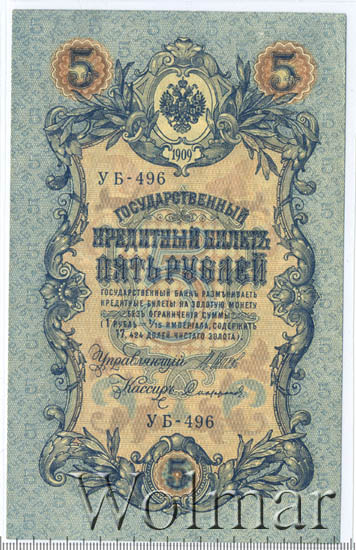 5 5
1909
УБ-496
ГОСУДАРСТВЕННЫЙ
КРЕДИТНЫЙ БИЛЕТЪ
ПЯТЬ РУБЛЕЙ
ГОСУДАРСТВЕННЫЙ БАНКЪ РАЗМѢНИВАЕТЪ
КРЕДИТНЫЕ БИЛЕТЫ НА ЗОЛОТУЮ МОНЕТУ
БЕЗЪ ОГРАНИЧЕНІЯ СУММЫ
(1 РУБЛЬ = 1/15 ИМПЕРІАЛА, СОДЕРЖИТЪ
17,424 ДОЛЕЙ ЧИСТАГО ЗОЛОТА).
Управляющій
Кассиръ
УБ-496
5
Wolmar